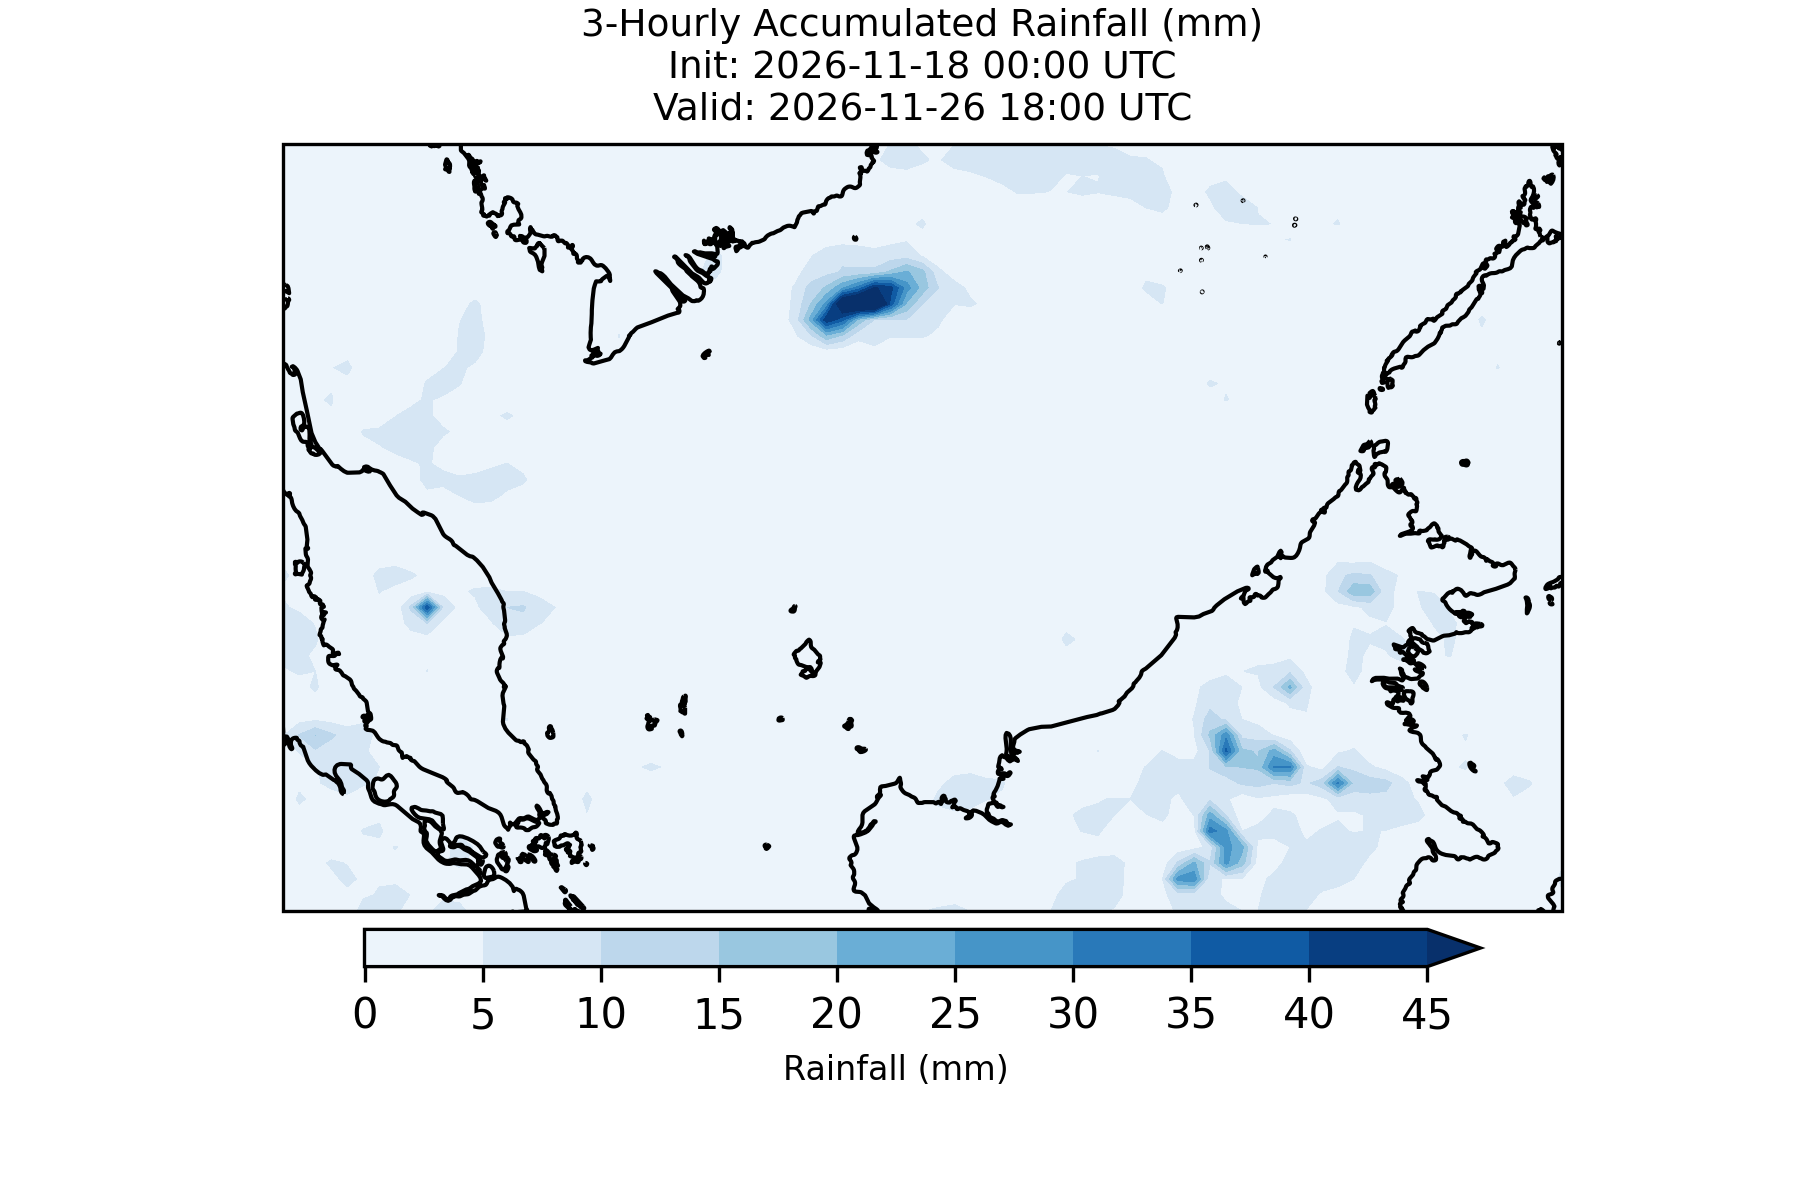 3-Hourly Accumulated Rainfall (mm)
Init: 2026-11-18 00:00 UTC
Valid: 2026-11-26 18:00 UTC
0 5 10 15 20 25 30 35 40 45
Rainfall (mm)